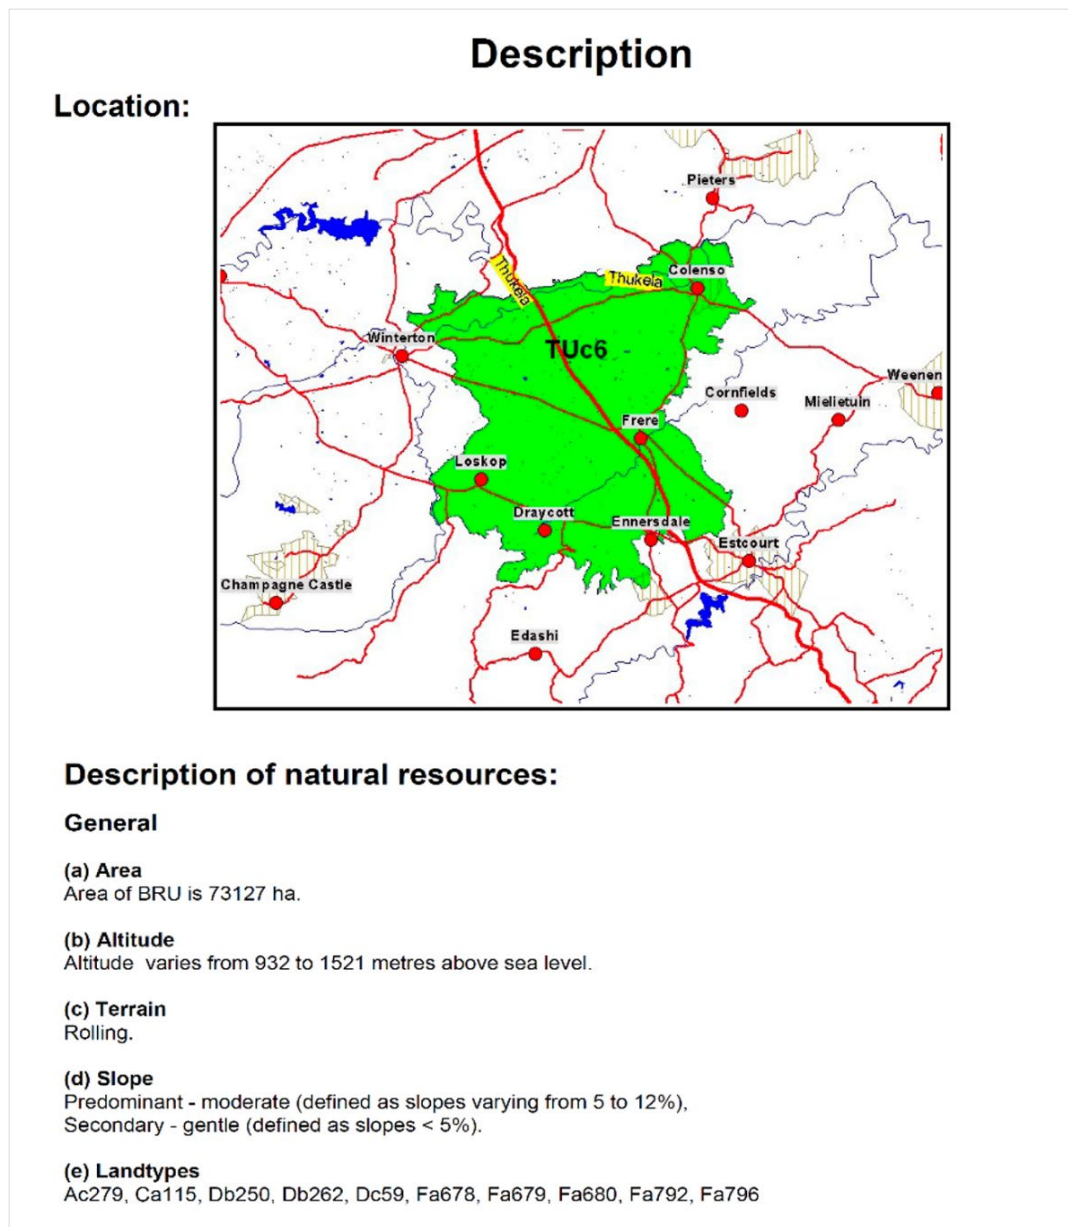 Description
Location:
Pieters
Colenso
Thukela
Thukela
Winterton
TUc6
Weenen
Cornfields
Mielietuin
Frere
Loskop
Draycott
Ennersdale
Estcourt
Champagne Castle
Edashi
Description of natural resources:
General
(a) Area
Area of BRU is 73127 ha.
(b) Altitude
Altitude varies from 932 to 1521 metres above sea level.
(c) Terrain
Rolling.
(d) Slope
Predominant - moderate (defined as slopes varying from 5 to 12%),
Secondary - gentle (defined as slopes < 5%).
(e) Landtypes
Ac279, Ca115, Db250, Db262, Dc59, Fa678, Fa679, Fa680, Fa792, Fa796